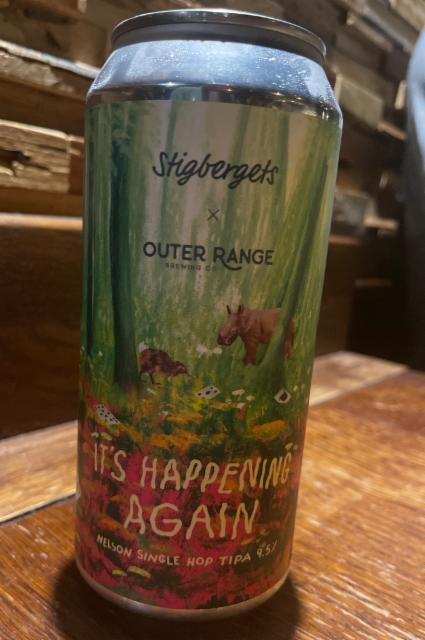 Stigbergets
×
OUTER RANGE
BREWING CO
IT'S HAPPENING
AGAIN
NELSON SINGLE HOP TIPA 9.5%